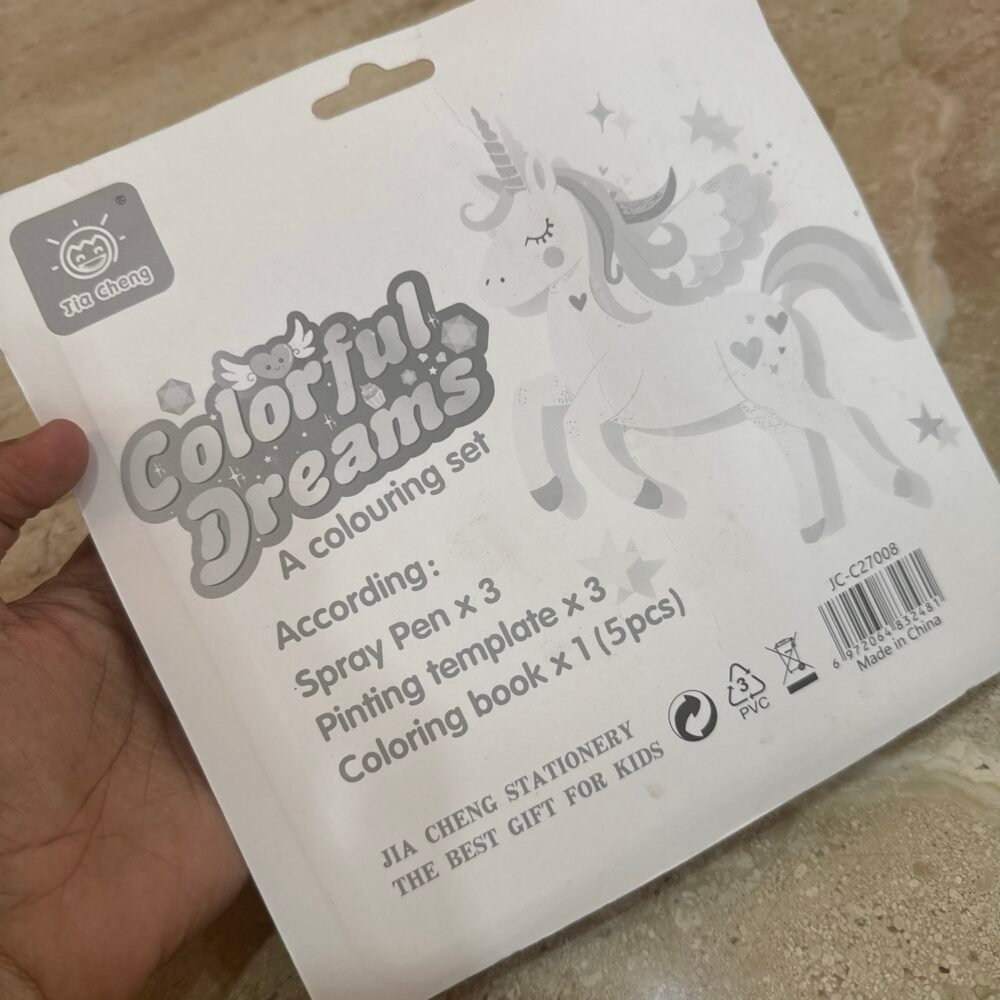 ®
Jia Cheng
Colorful
Dreams
A colouring set
According:
Spray Pen x 3
Pinting template x 3
Coloring book x 1 (5pcs)
JIA CHENG STATIONERY
THE BEST GIFT FOR KIDS
3
PVC
JC-C27008
6 972064 832481
Made in China